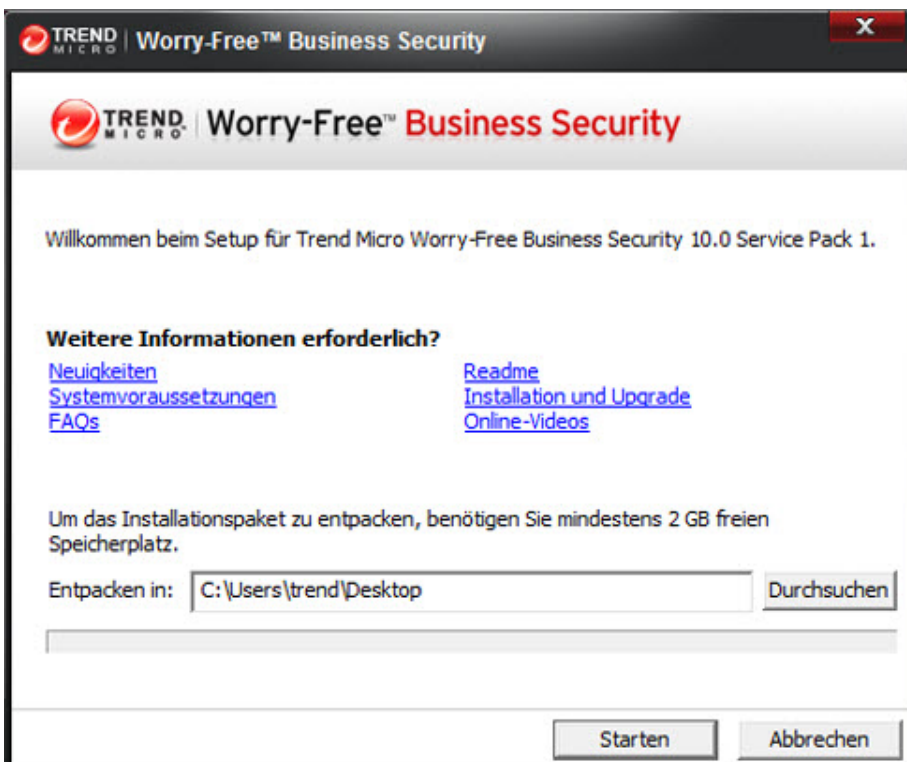 TREND MICRO | Worry-Free™ Business Security
X
TREND MICRO | Worry-Free™ Business Security
Willkommen beim Setup für Trend Micro Worry-Free Business Security 10.0 Service Pack 1.
Weitere Informationen erforderlich?
Neuigkeiten
Readme
Systemvoraussetzungen
Installation und Upgrade
FAQs
Online-Videos
Um das Installationspaket zu entpacken, benötigen Sie mindestens 2 GB freien
Speicherplatz.
Entpacken in: C:\Users\trend\Desktop Durchsuchen
Starten Abbrechen